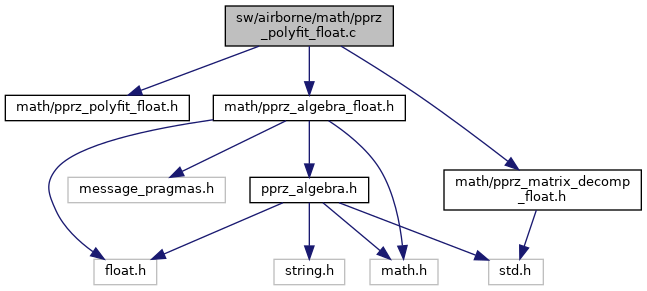 sw/airborne/math/pprz
_polyfit_float.c
math/pprz_polyfit_float.h
math/pprz_algebra_float.h
message_pragmas.h
pprz_algebra.h
math/pprz_matrix_decomp
_float.h
float.h
string.h
math.h
std.h